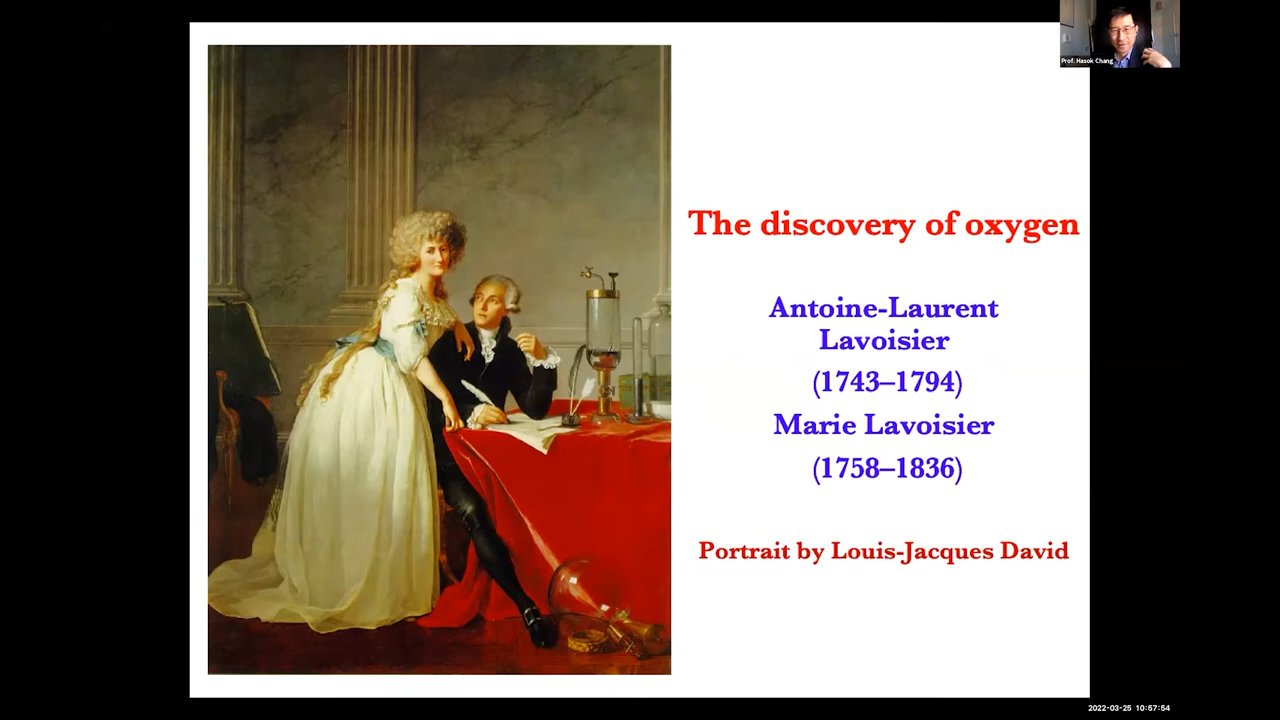 Prof. Hasok Chang
The discovery of oxygen
Antoine-Laurent
Lavoisier
(1743–1794)
Marie Lavoisier
(1758–1836)
Portrait by Louis-Jacques David
2022-03-25 10:57:54